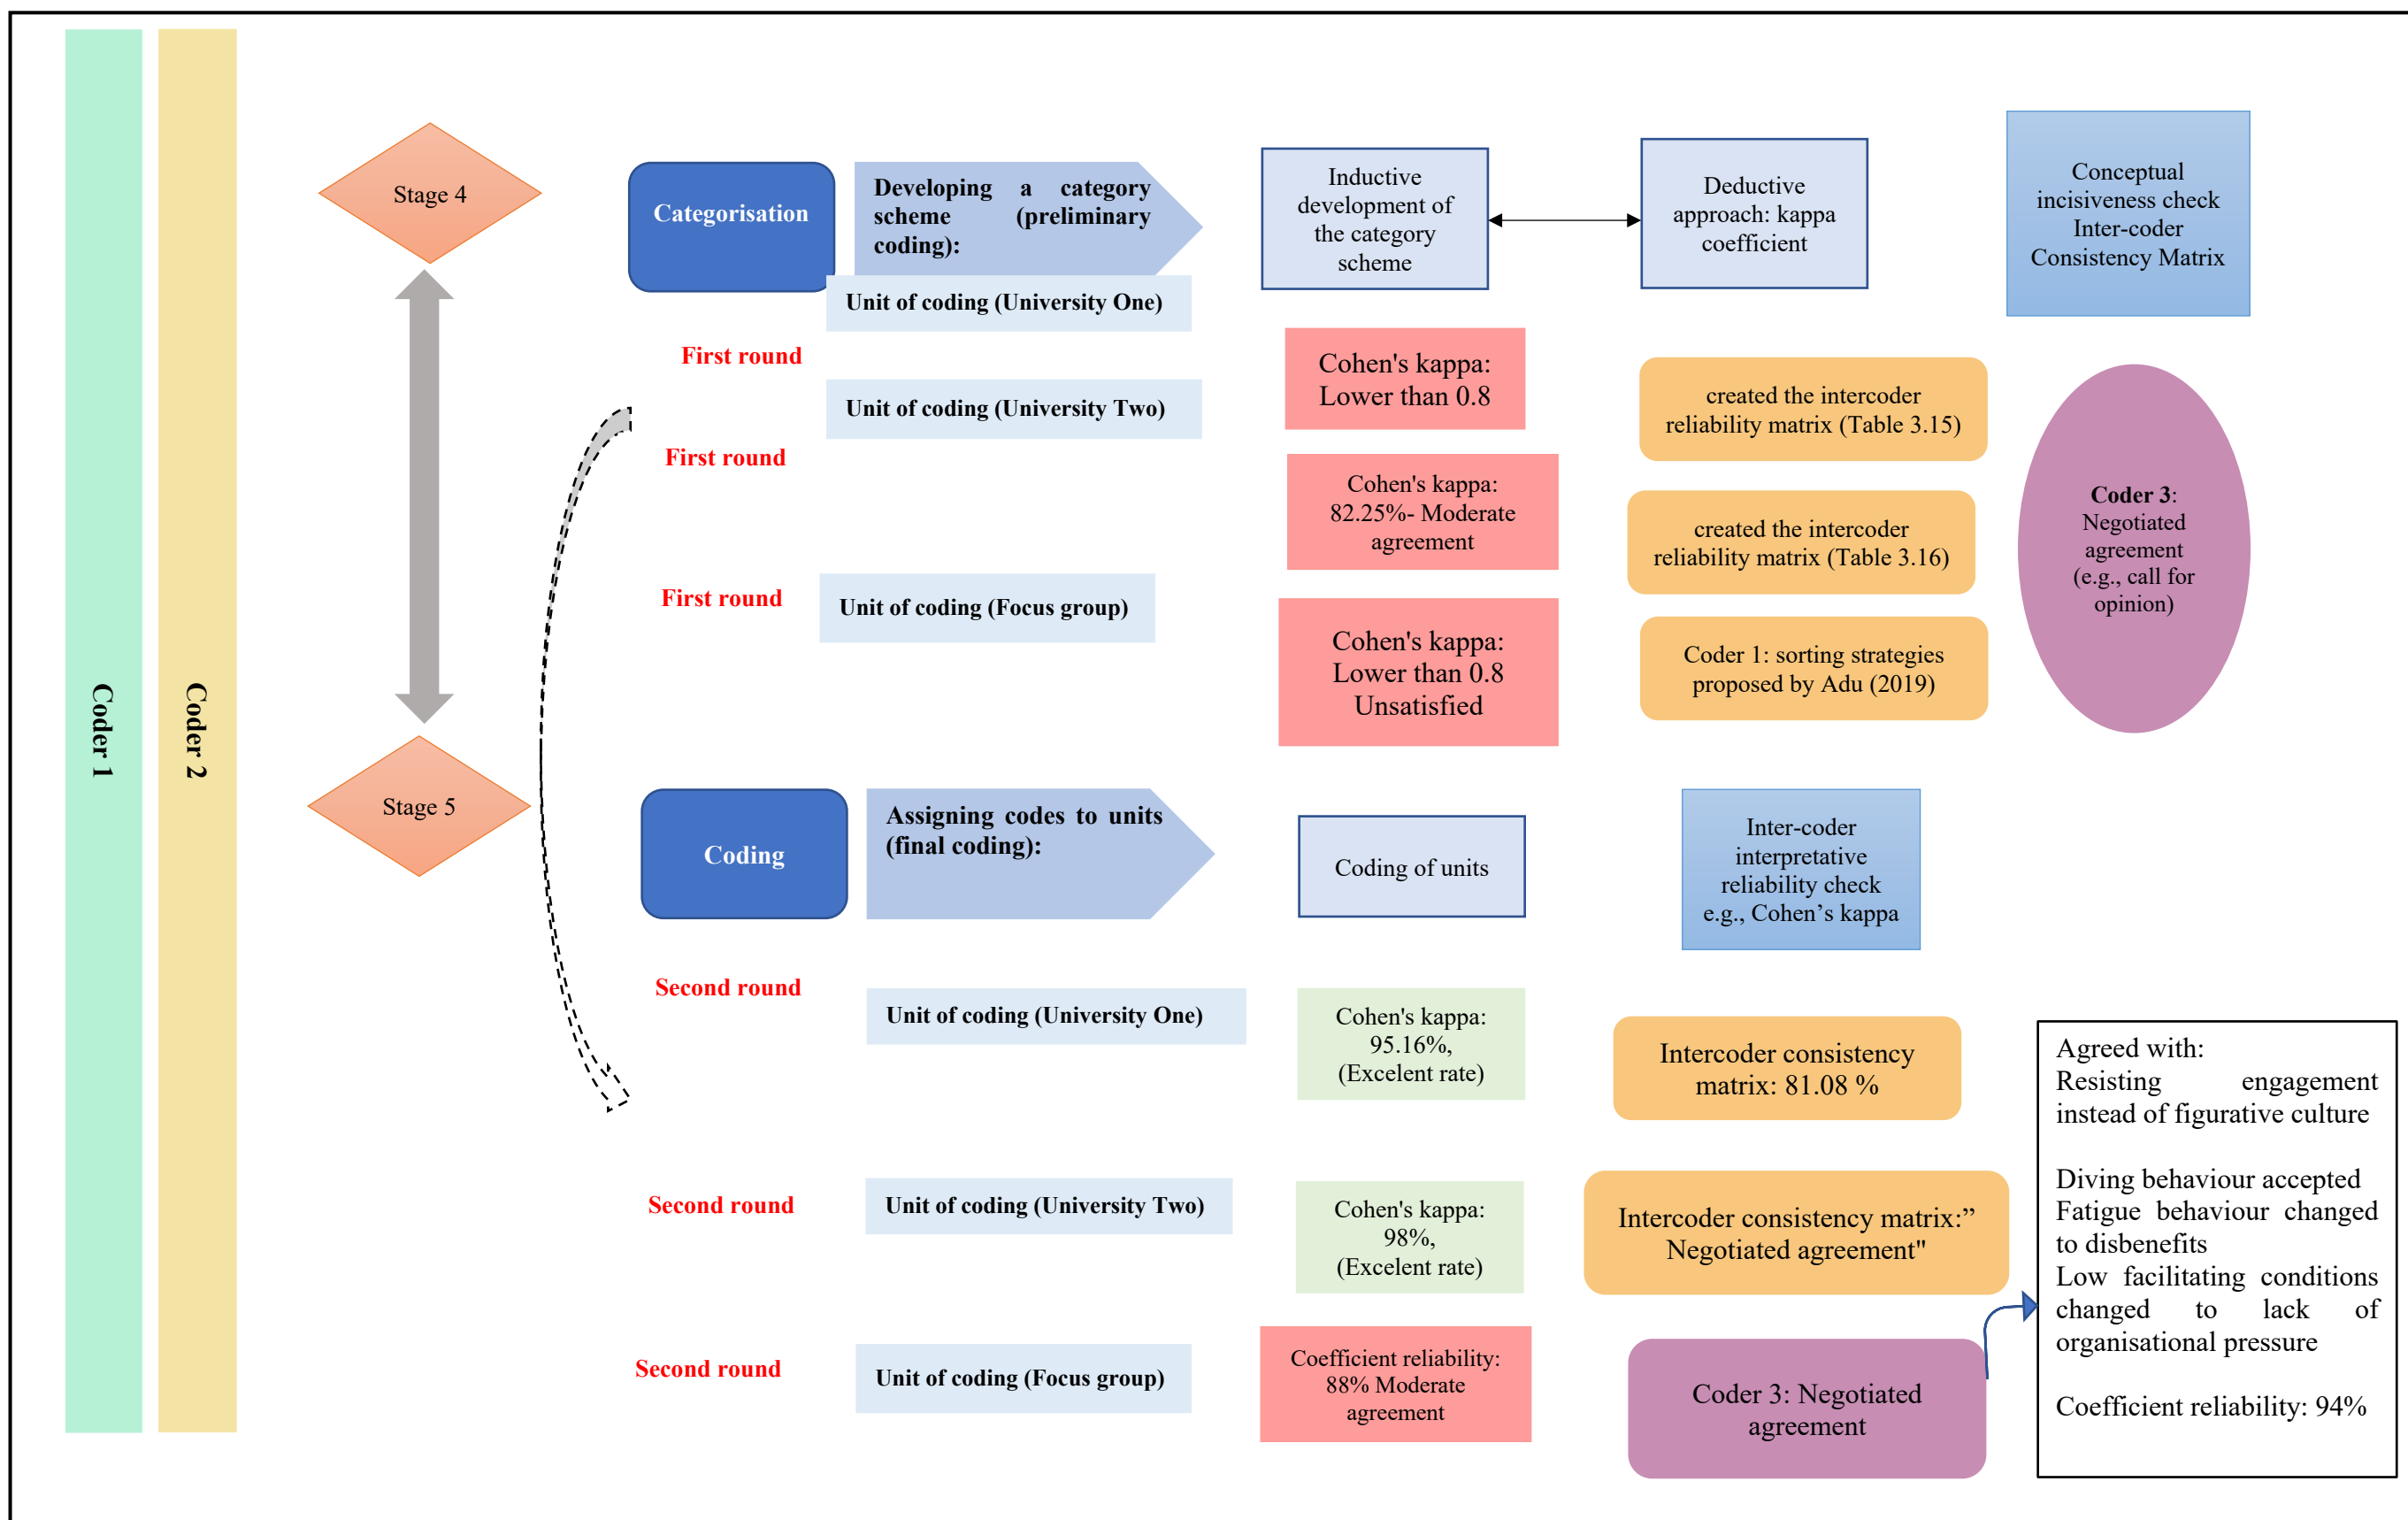 Coder 1
Coder 2
Stage 4
Categorisation
Developing a category
scheme (preliminary
coding):
Inductive
development of
the category
scheme
Deductive
approach: kappa
coefficient
Conceptual
incisiveness check
Inter-coder
Consistency Matrix
Unit of coding (University One)
First round
Cohen's kappa:
Lower than 0.8
created the intercoder
reliability matrix (Table 3.15)
Unit of coding (University Two)
First round
Cohen's kappa:
82.25%- Moderate
agreement
created the intercoder
reliability matrix (Table 3.16)
Coder 3:
Negotiated
agreement
(e.g., call for
opinion)
First round
Unit of coding (Focus group)
Cohen's kappa:
Lower than 0.8
Unsatisfied
Coder 1: sorting strategies
proposed by Adu (2019)
Stage 5
Coding
Assigning codes to units
(final coding):
Coding of units
Inter-coder
interpretative
reliability check
e.g., Cohen’s kappa
Second round
Unit of coding (University One)
Cohen's kappa:
95.16%,
(Excelent rate)
Intercoder consistency
matrix: 81.08 %
Second round
Unit of coding (University Two)
Cohen's kappa:
98%,
(Excelent rate)
Intercoder consistency matrix:”
Negotiated agreement"
Second round
Unit of coding (Focus group)
Coefficient reliability:
88% Moderate
agreement
Coder 3: Negotiated
agreement
Agreed with:
Resisting engagement
instead of figurative culture
Diving behaviour accepted
Fatigue behaviour changed
to disbenefits
Low facilitating conditions
changed to lack of
organisational pressure
Coefficient reliability: 94%